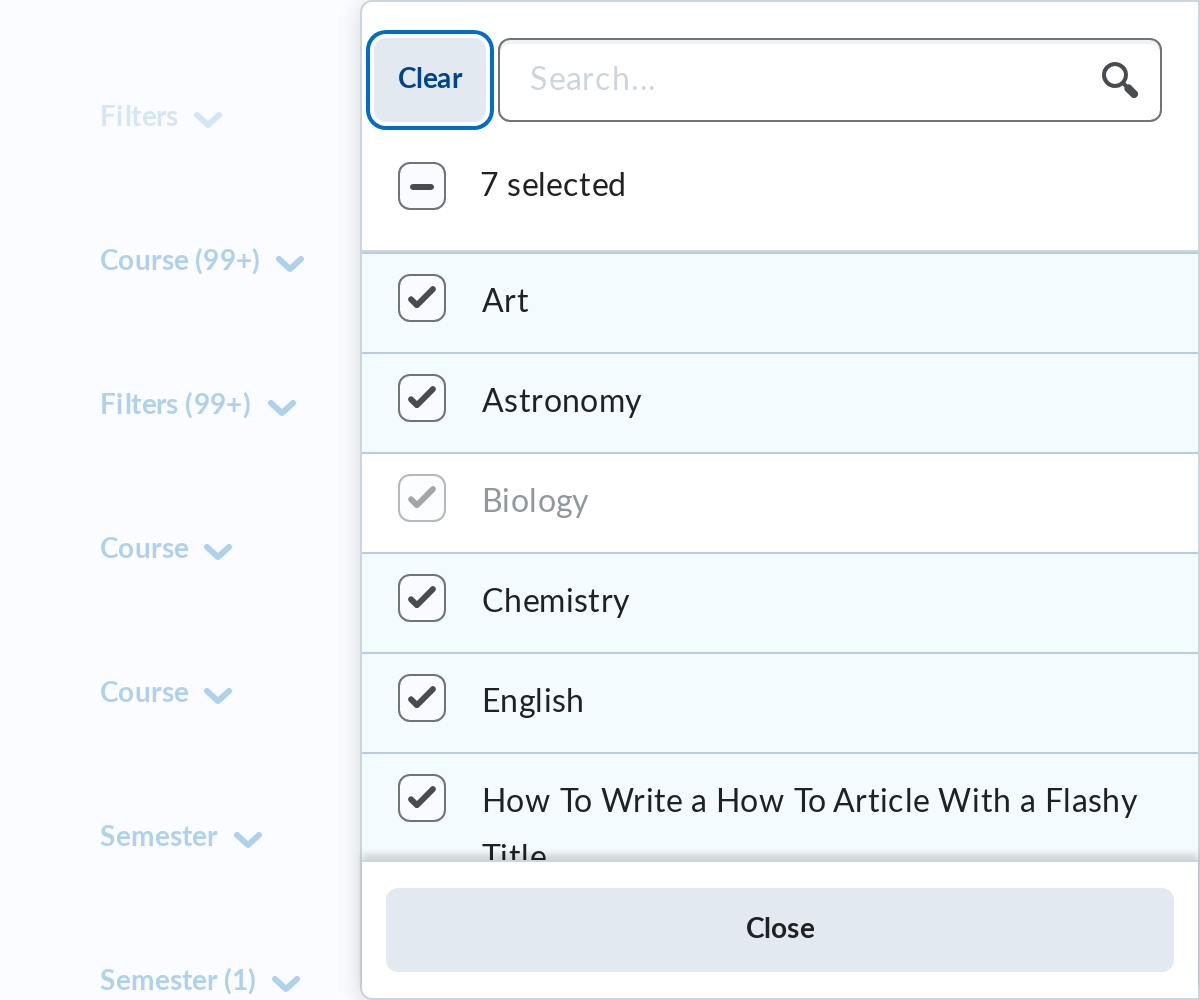 Filters
Course (99+)
Filters (99+)
Course
Course
Semester
Semester (1)
Clear
Search...
7 selected
Art
Astronomy
Biology
Chemistry
English
How To Write a How To Article With a Flashy
Title
Close